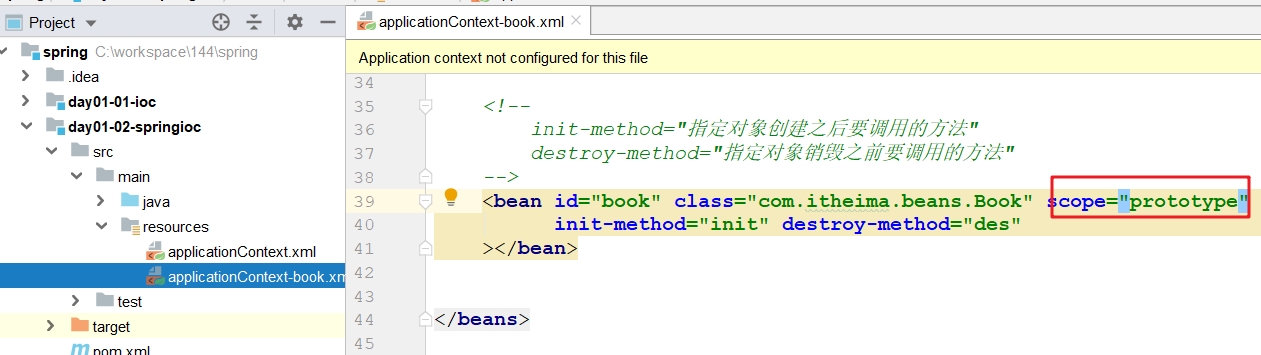 Project
applicationContext-book.xml
spring C:\workspace\144\spring
Application context not configured for this file
.idea
34
day01-01-ioc
35 <!--
day01-02-springioc
36 init-method="指定对象创建之后要调用的方法"
src
37 destroy-method="指定对象销毁之前要调用的方法"
main
38 -->
java
39 <bean id="book" class="com.itheima.beans.Book" scope="prototype"
resources
40 init-method="init" destroy-method="des"
applicationContext.xml
41 ></bean>
applicationContext-book.xm
42
test
43
target
44 </beans>
pom.xml
45